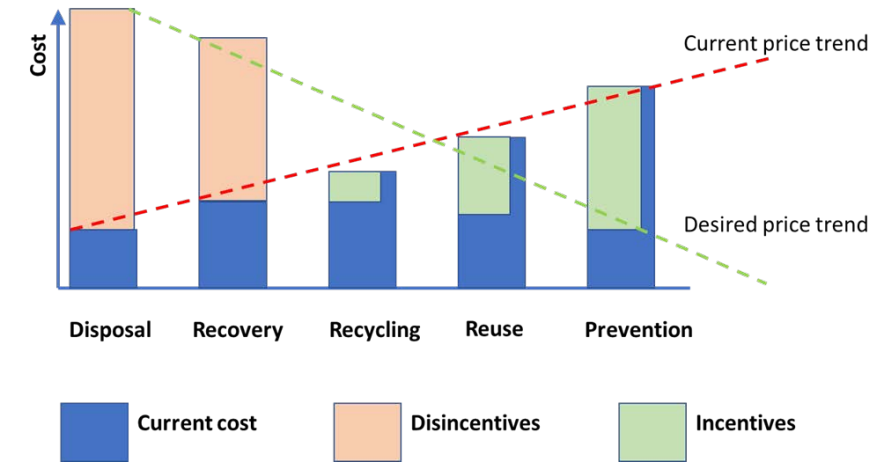 Cost
Current price trend
Desired price trend
Disposal
Recovery
Recycling
Reuse
Prevention
Current cost
Disincentives
Incentives